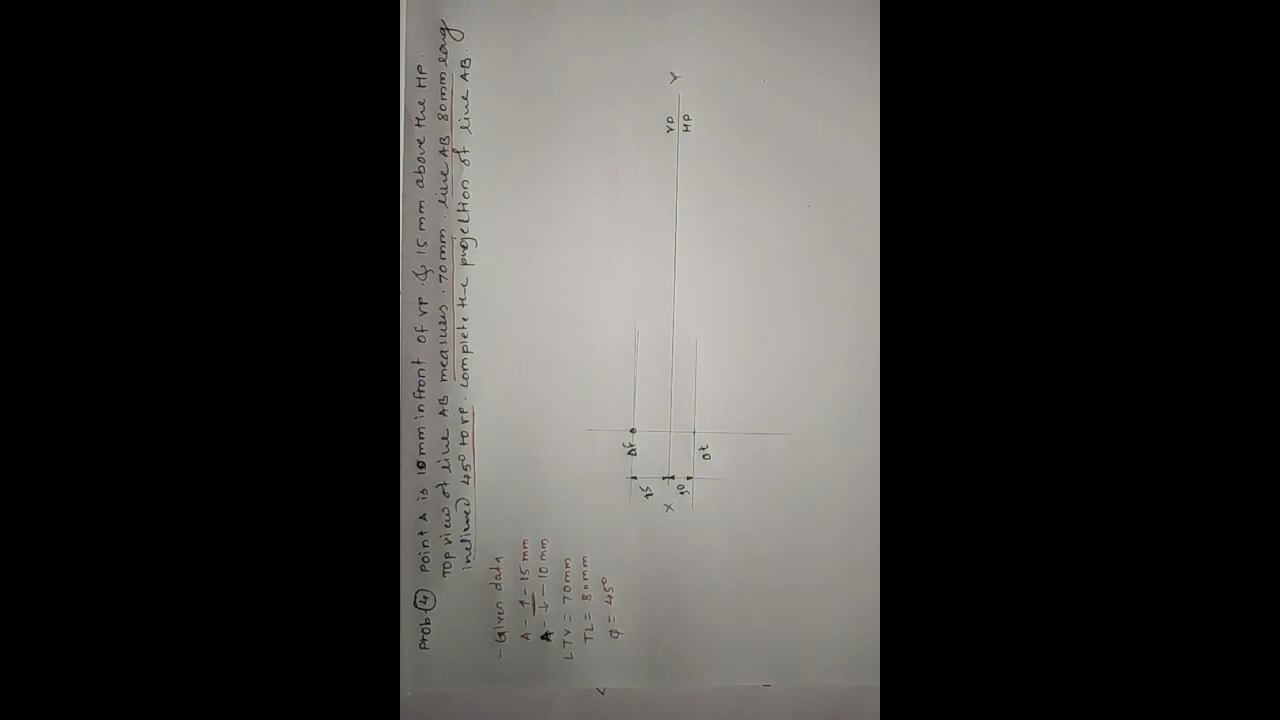 Prob-4) Point A is 10mm infront of VP & 15 mm above the HP.
TOP view of line AB measures 70mm. line AB 80mm long
inclined 45° to VP. complete the projection of line AB.
- Given data
A - ↑ - 15 mm
A - ↓ - 10 mm
LTV = 70mm
TL = 80mm
φ = 45°
15
10
X
VP
HP
Y